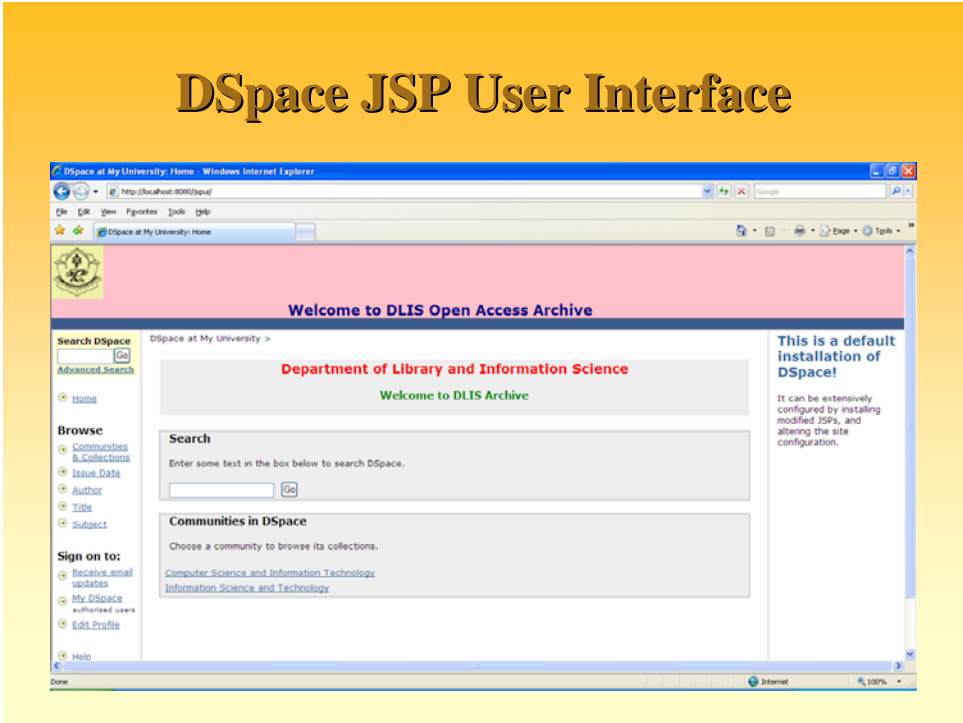 DSpace JSP User Interface
DSpace at My University: Home - Windows Internet Explorer
http://localhost:8080/jspui/
Google
File Edit View Favorites Tools Help
DSpace at My University: Home
Page Tools
Welcome to DLIS Open Access Archive
Search DSpace
Go
Advanced Search
Home
Browse
Communities
& Collections
Issue Date
Author
Title
Subject
Sign on to:
Receive email
updates
My DSpace
authorized users
Edit Profile
Help
DSpace at My University >
Department of Library and Information Science
Welcome to DLIS Archive
Search
Enter some text in the box below to search DSpace.
Go
Communities in DSpace
Choose a community to browse its collections.
Computer Science and Information Technology
Information Science and Technology
This is a default
installation of
DSpace!
It can be extensively
configured by installing
modified JSPs, and
altering the site
configuration.
Done
Internet
100%